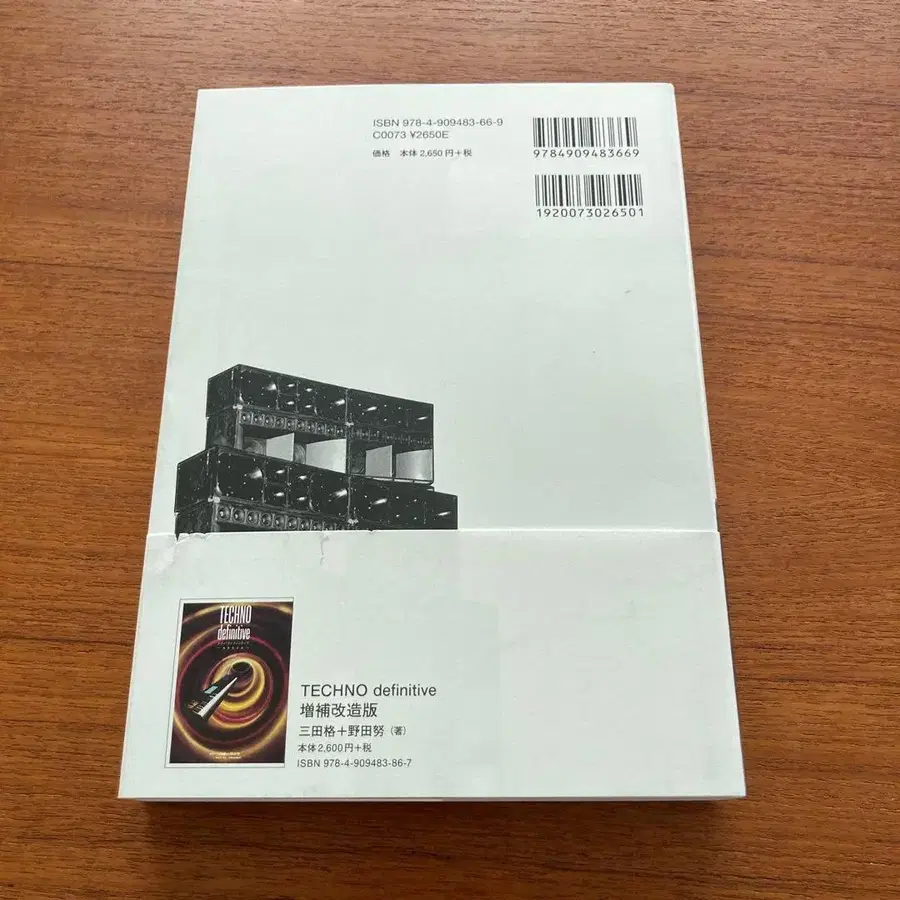 ISBN 978-4-909483-66-9
C0073 ¥2650E
価格 本体 2,650 円+税
9784909483669
1920073026501
TECHNO
definitive
TECHNO definitive
増補改造版
三田格+野田努（著）
本体2,600円+税
ISBN 978-4-909483-86-7